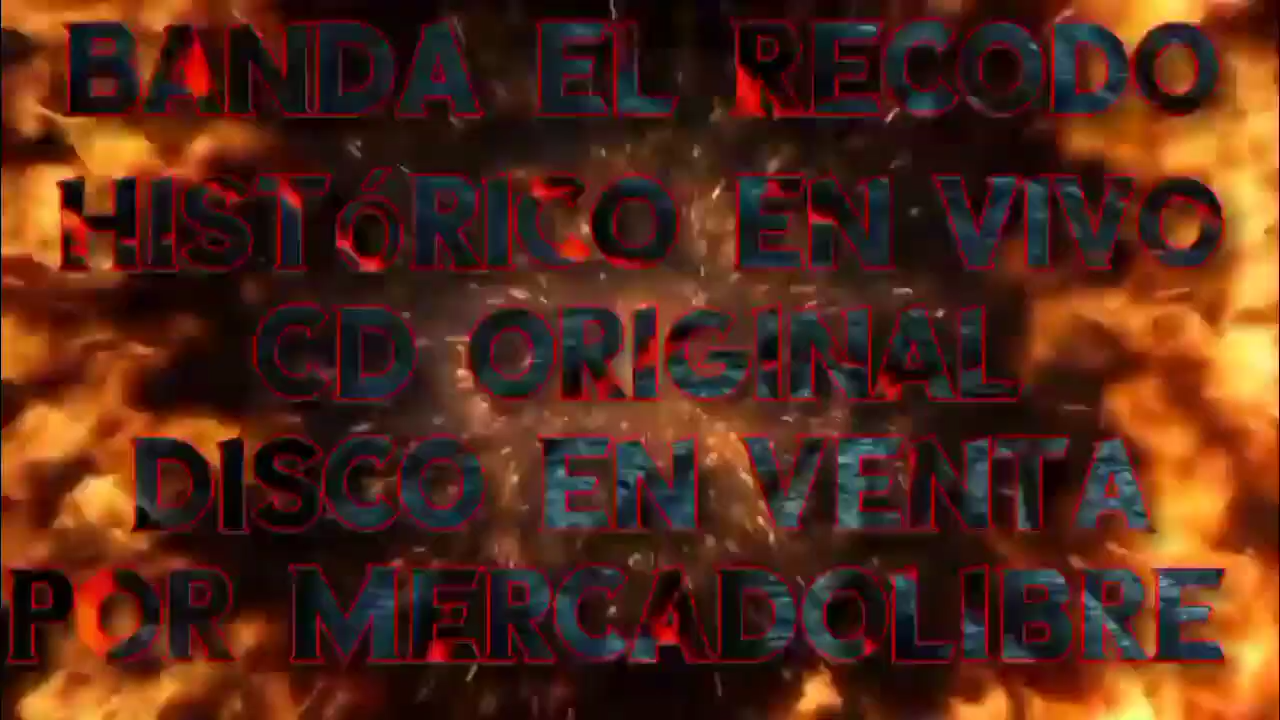 BANDA EL RECODO
HISTóRICO EN VIVO
CD ORIGINAL
DISCO EN VENTA
POR MERCADOLIBRE